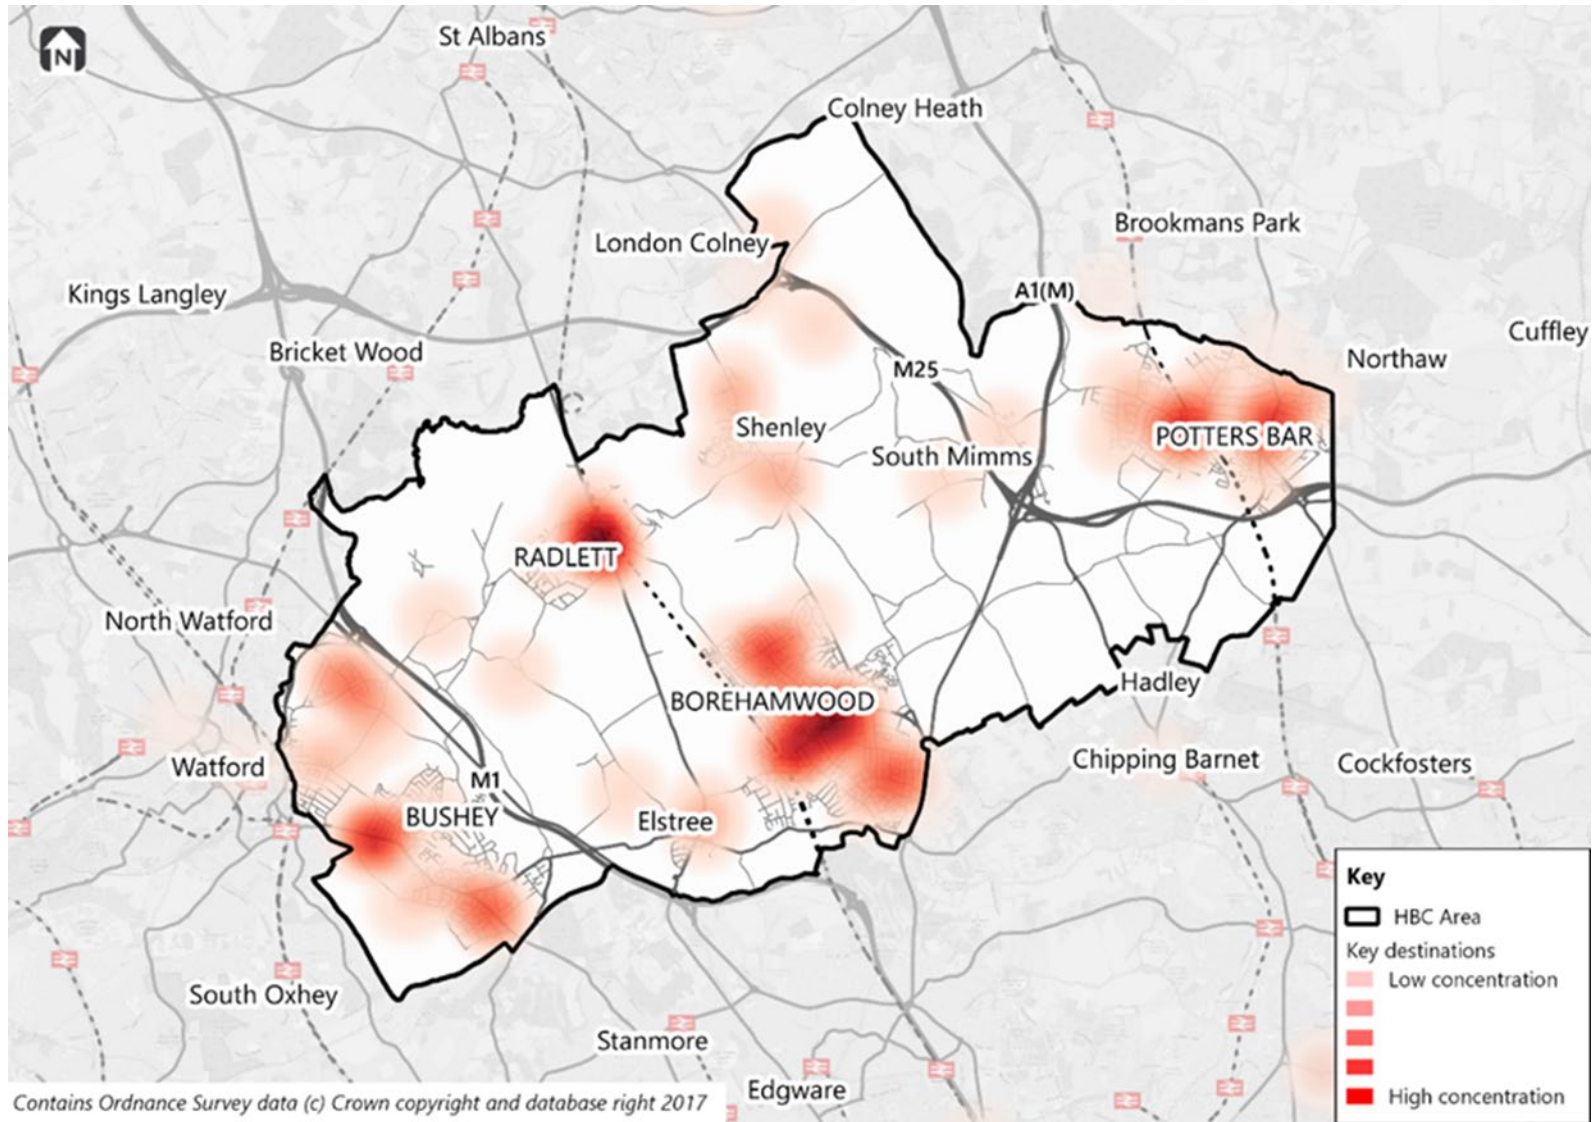 N
St Albans
Colney Heath
Brookmans Park
London Colney
Kings Langley
A1(M)
Cuffley
Bricket Wood
Northaw
M25
Shenley
POTTERS BAR
South Mimms
RADLETT
North Watford
Hadley
BOREHAMWOOD
Watford
Chipping Barnet
Cockfosters
M1
BUSHEY
Elstree
South Oxhey
Stanmore
Edgware
Key
HBC Area
Key destinations
Low concentration
High concentration
Contains Ordnance Survey data (c) Crown copyright and database right 2017